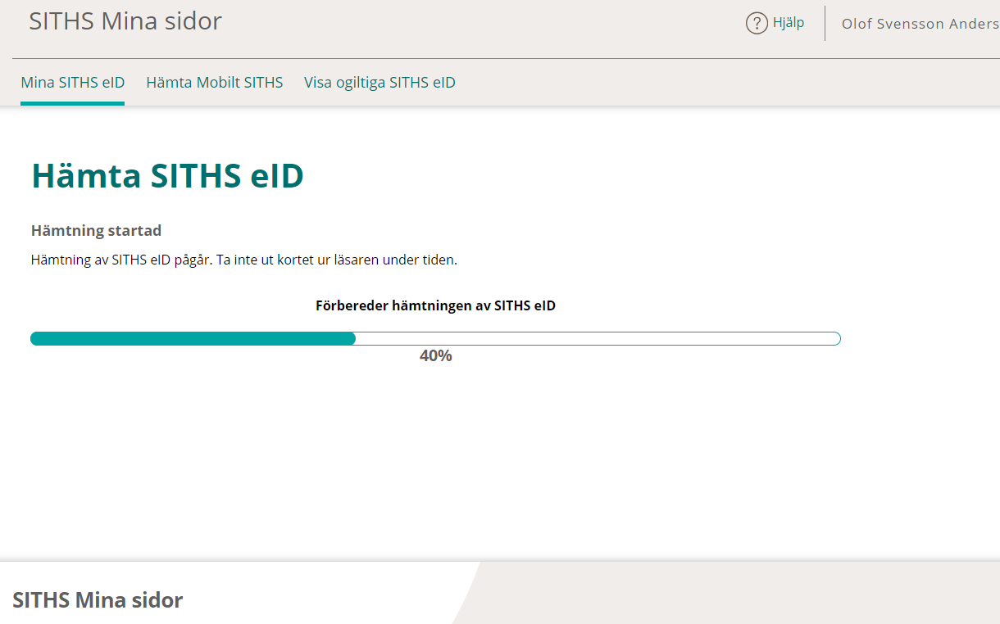 SITHS Mina sidor
? Hjälp
Olof Svensson Anders
Mina SITHS eID Hämta Mobilt SITHS Visa ogiltiga SITHS eID
Hämta SITHS eID
Hämtning startad
Hämtning av SITHS eID pågår. Ta inte ut kortet ur läsaren under tiden.
Förbereder hämtningen av SITHS eID
40%
SITHS Mina sidor